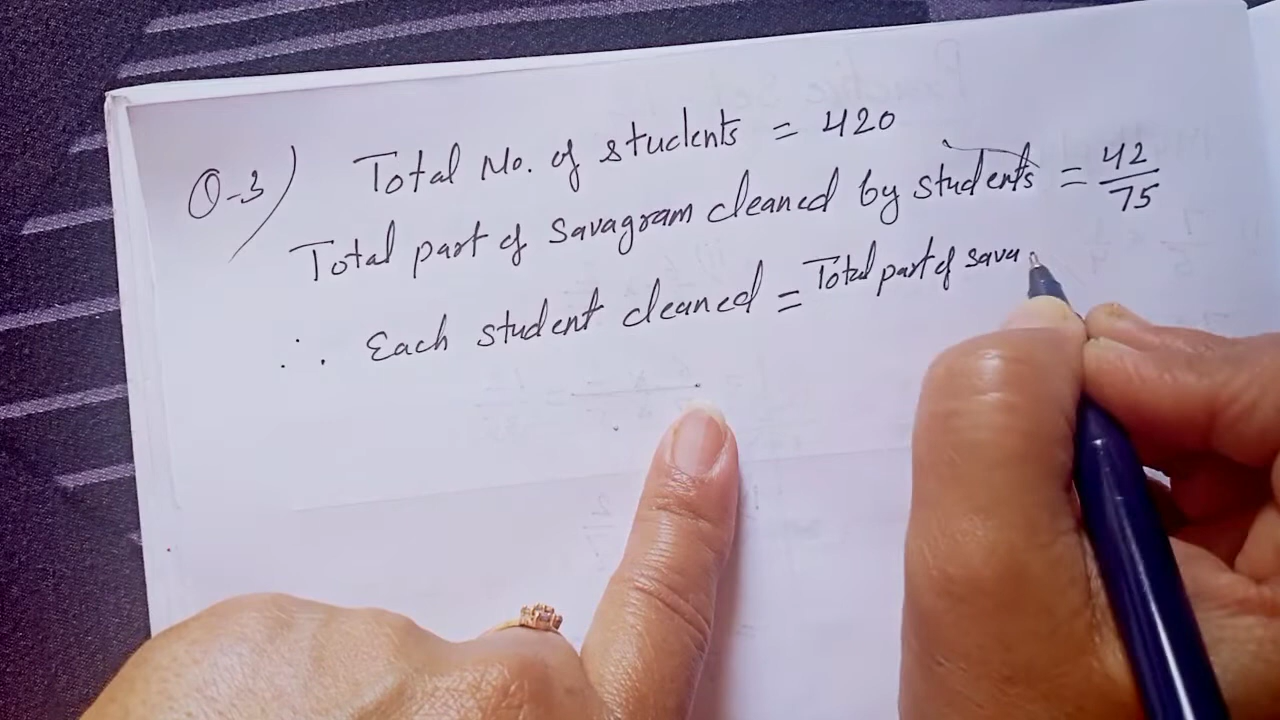 Q-3) Total No. of students = 420
Total part of Savagram cleaned by students = 42/75
∴ Each student cleaned = Total part of sava